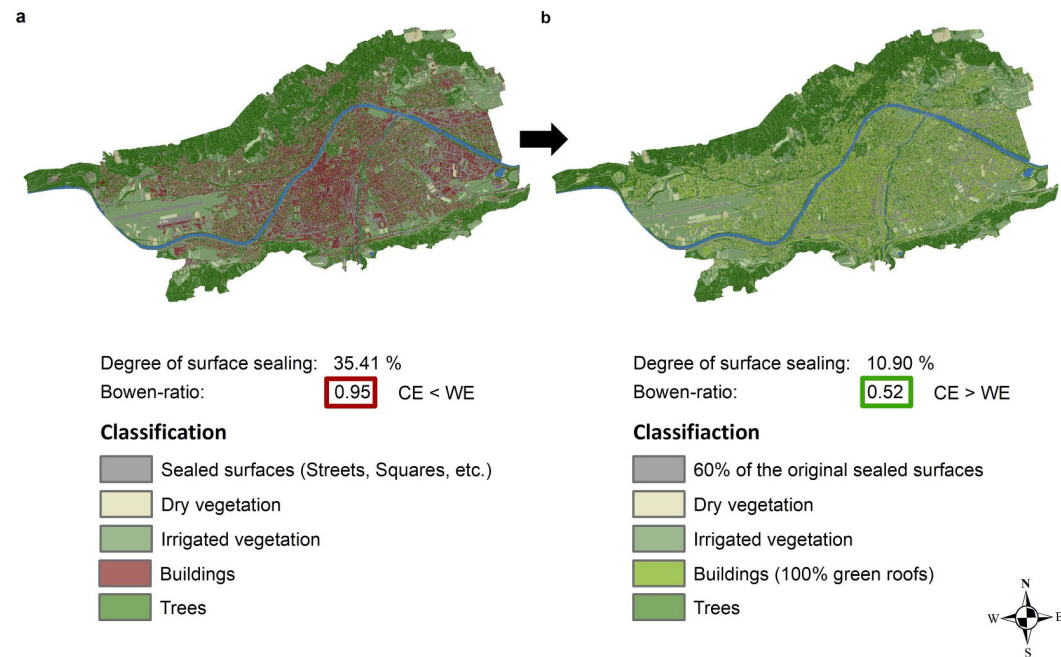 a
b
Degree of surface sealing: 35.41 %
Bowen-ratio: 0.95 CE < WE
Classification
Sealed surfaces (Streets, Squares, etc.)
Dry vegetation
Irrigated vegetation
Buildings
Trees
Degree of surface sealing: 10.90 %
Bowen-ratio: 0.52 CE > WE
Classifiaction
60% of the original sealed surfaces
Dry vegetation
Irrigated vegetation
Buildings (100% green roofs)
Trees
N
W E
S